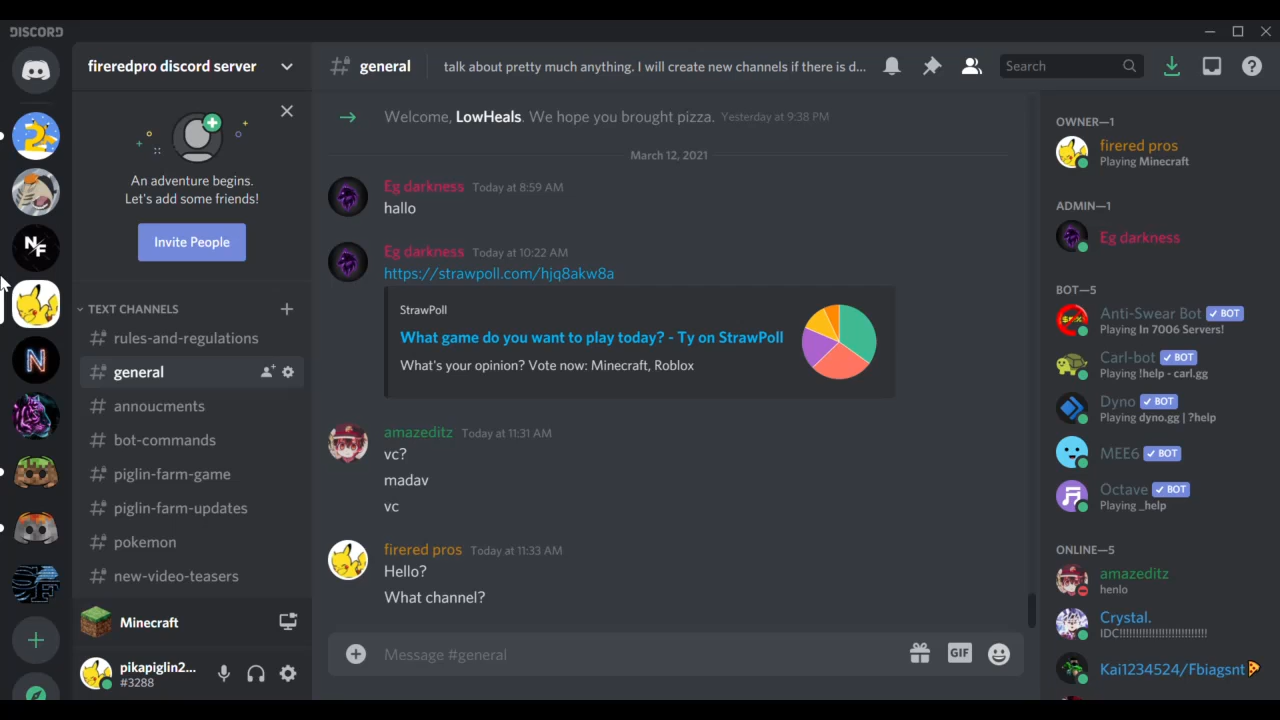 DISCORD
fireredpro discord server
general
talk about pretty much anything. I will create new channels if there is d...
Search
An adventure begins.
Let's add some friends!
Invite People
TEXT CHANNELS
rules-and-regulations
general
annoucments
bot-commands
piglin-farm-game
piglin-farm-updates
pokemon
new-video-teasers
Minecraft
pikapiglin2...
#3288
Welcome, LowHeals. We hope you brought pizza. Yesterday at 9:38 PM
March 12, 2021
Eg darkness Today at 8:59 AM
hallo
Eg darkness Today at 10:22 AM
https://strawpoll.com/hjq8akw8a
StrawPoll
What game do you want to play today? - Ty on StrawPoll
What's your opinion? Vote now: Minecraft, Roblox
amazeditz Today at 11:31 AM
vc?
madav
vc
firered pros Today at 11:33 AM
Hello?
What channel?
Message #general
GIF
OWNER—1
firered pros
Playing Minecraft
ADMIN—1
Eg darkness
BOT—5
Anti-Swear Bot BOT
Playing In 7006 Servers!
Carl-bot BOT
Playing !help - carl.gg
Dyno BOT
Playing dyno.gg | ?help
MEE6 BOT
Octave BOT
Playing _help
ONLINE—5
amazeditz
henlo
Crystal.
IDC!!!!!!!!!!!!!!!!!!!!!!!!!!!
Kai1234524/Fbiagsnt